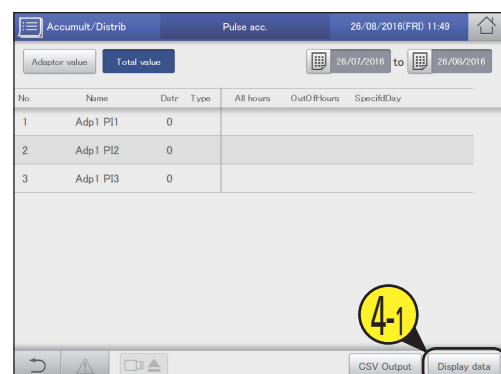 Accumult/Distrib Pulse acc. 26/08/2016(FRI) 11:49
Adaptor value Total value 26/07/2016 to 26/08/2016
No. Name Dstr Type All hours OutOfHours SpecifdDay
1 Adp1 PI1 0
2 Adp1 PI2 0
3 Adp1 PI3 0
4-1
CSV Output Display data